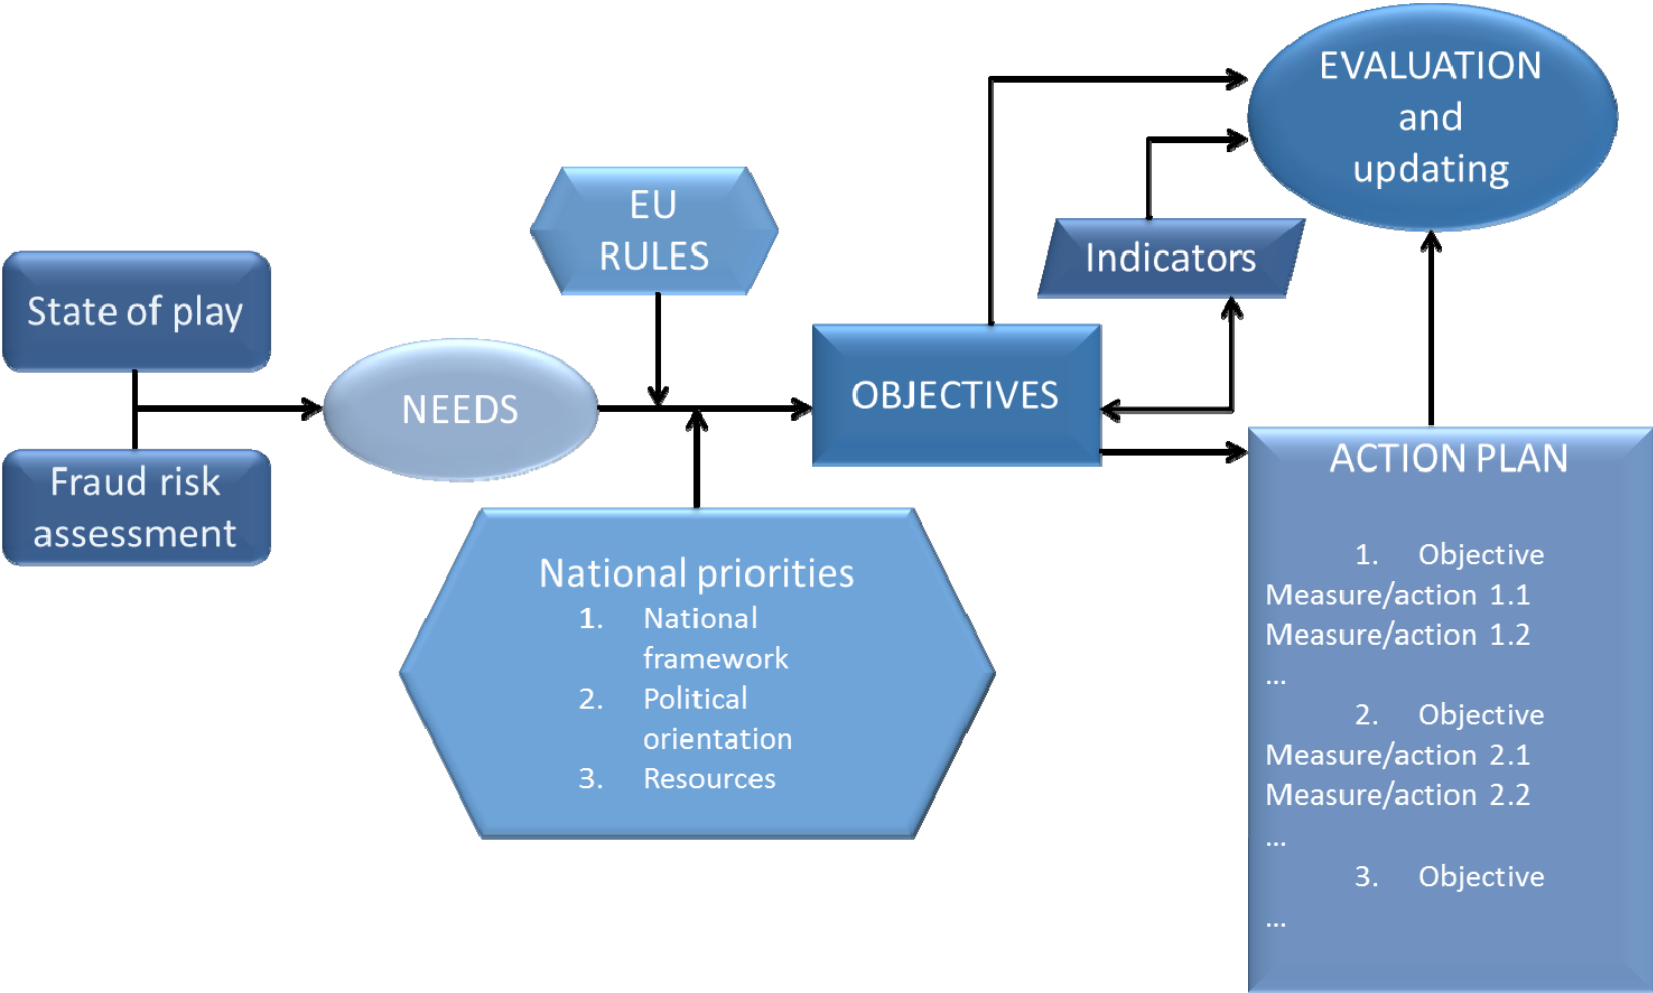 EVALUATION
and
updating
EU
RULES
Indicators
State of play
NEEDS
OBJECTIVES
Fraud risk
assessment
National priorities
1. National
framework
2. Political
orientation
3. Resources
ACTION PLAN
1. Objective
Measure/action 1.1
Measure/action 1.2
...
2. Objective
Measure/action 2.1
Measure/action 2.2
...
3. Objective
...